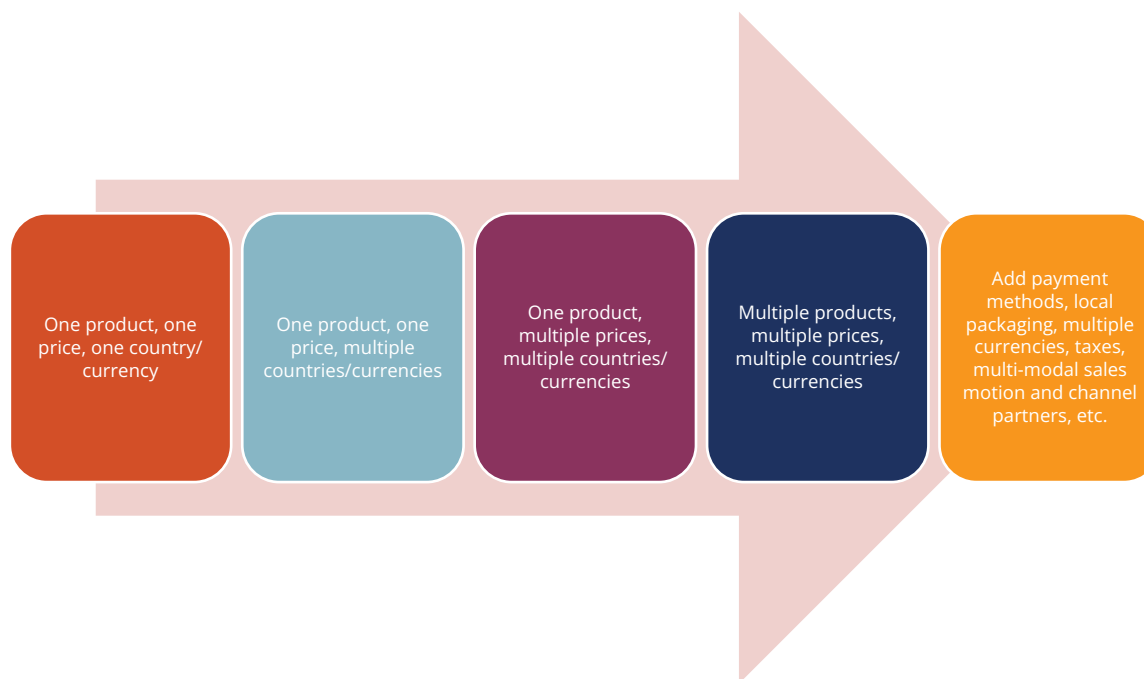 One product, one
price, one country/
currency
One product, one
price, multiple
countries/currencies
One product,
multiple prices,
multiple countries/
currencies
Multiple products,
multiple prices,
multiple countries/
currencies
Add payment
methods, local
packaging, multiple
currencies, taxes,
multi-modal sales
motion and channel
partners, etc.